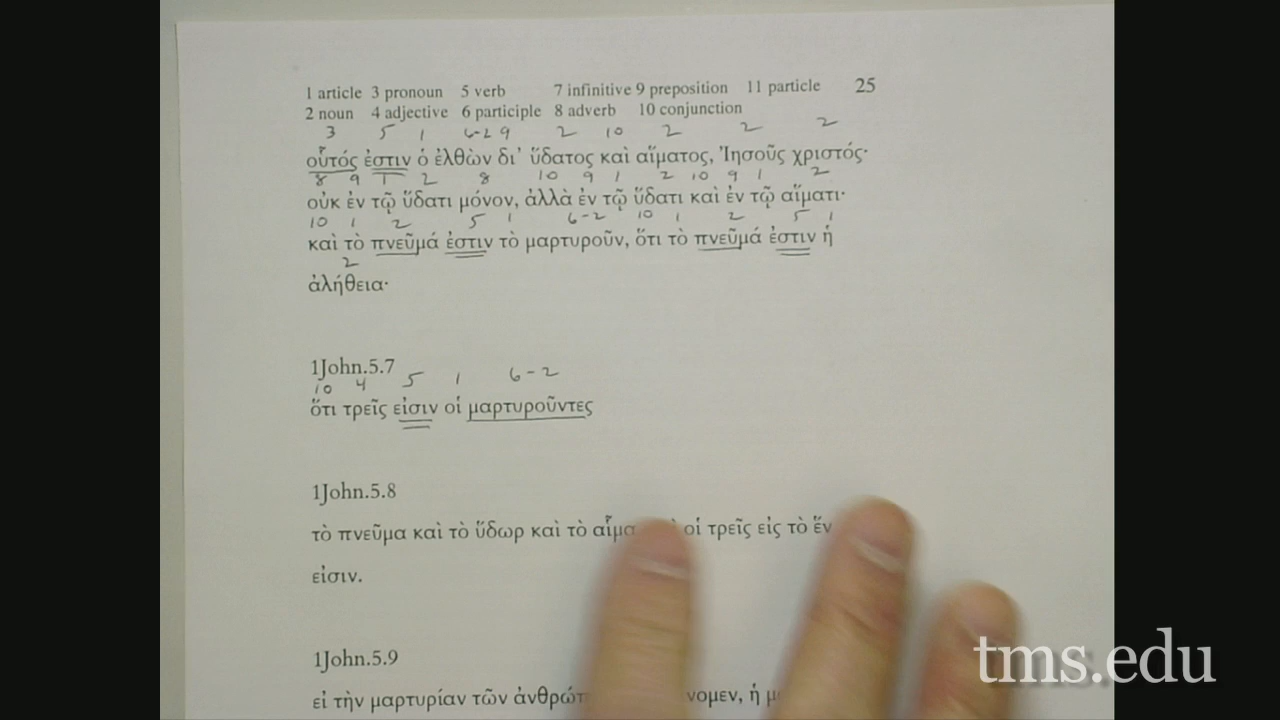 1 article 3 pronoun 5 verb 7 infinitive 9 preposition 11 particle 25
2 noun 4 adjective 6 participle 8 adverb 10 conjunction
3 5 1 6-2 9 2 10 2 2 2
οὗτός ἐστιν ὁ ἐλθὼν δι’ ὕδατος καὶ αἵματος, Ἰησοῦς χριστός·
8 9 1 2 8 10 9 1 2 10 9 1 2
οὐκ ἐν τῷ ὕδατι μόνον, ἀλλὰ ἐν τῷ ὕδατι καὶ ἐν τῷ αἵματι·
10 1 2 5 1 6-2 10 1 2 5 1
καὶ τὸ πνεῦμά ἐστιν τὸ μαρτυροῦν, ὅτι τὸ πνεῦμά ἐστιν ἡ
2
ἀλήθεια·
1John.5.7
10 4 5 1 6-2
ὅτι τρεῖς εἰσιν οἱ μαρτυροῦντες
1John.5.8
τὸ πνεῦμα καὶ τὸ ὕδωρ καὶ τὸ αἷμα οἱ τρεῖς εἰς τὸ ἕν
εἰσιν.
1John.5.9
εἰ τὴν μαρτυρίαν τῶν ἡ
tms.edu